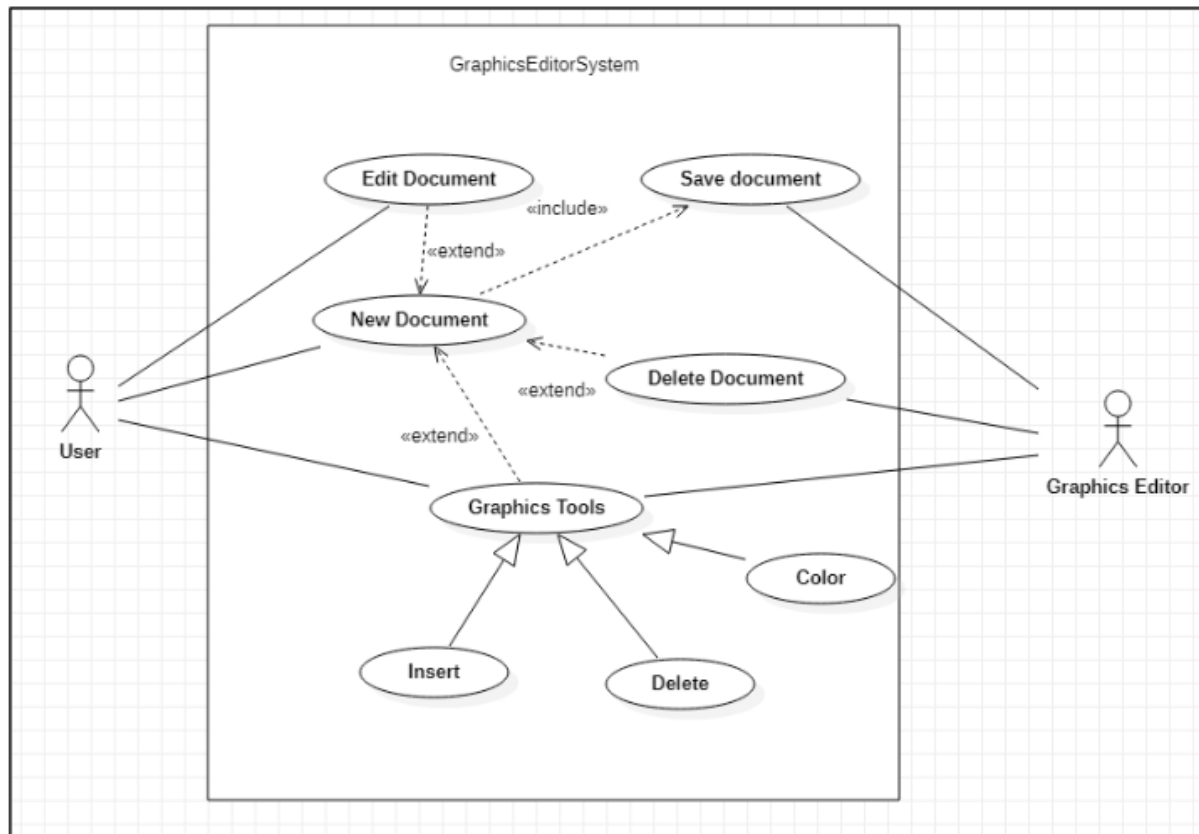 GraphicsEditorSystem
Edit Document
Save document
«include»
«extend»
New Document
Delete Document
«extend»
«extend»
User
Graphics Editor
Graphics Tools
Color
Insert
Delete